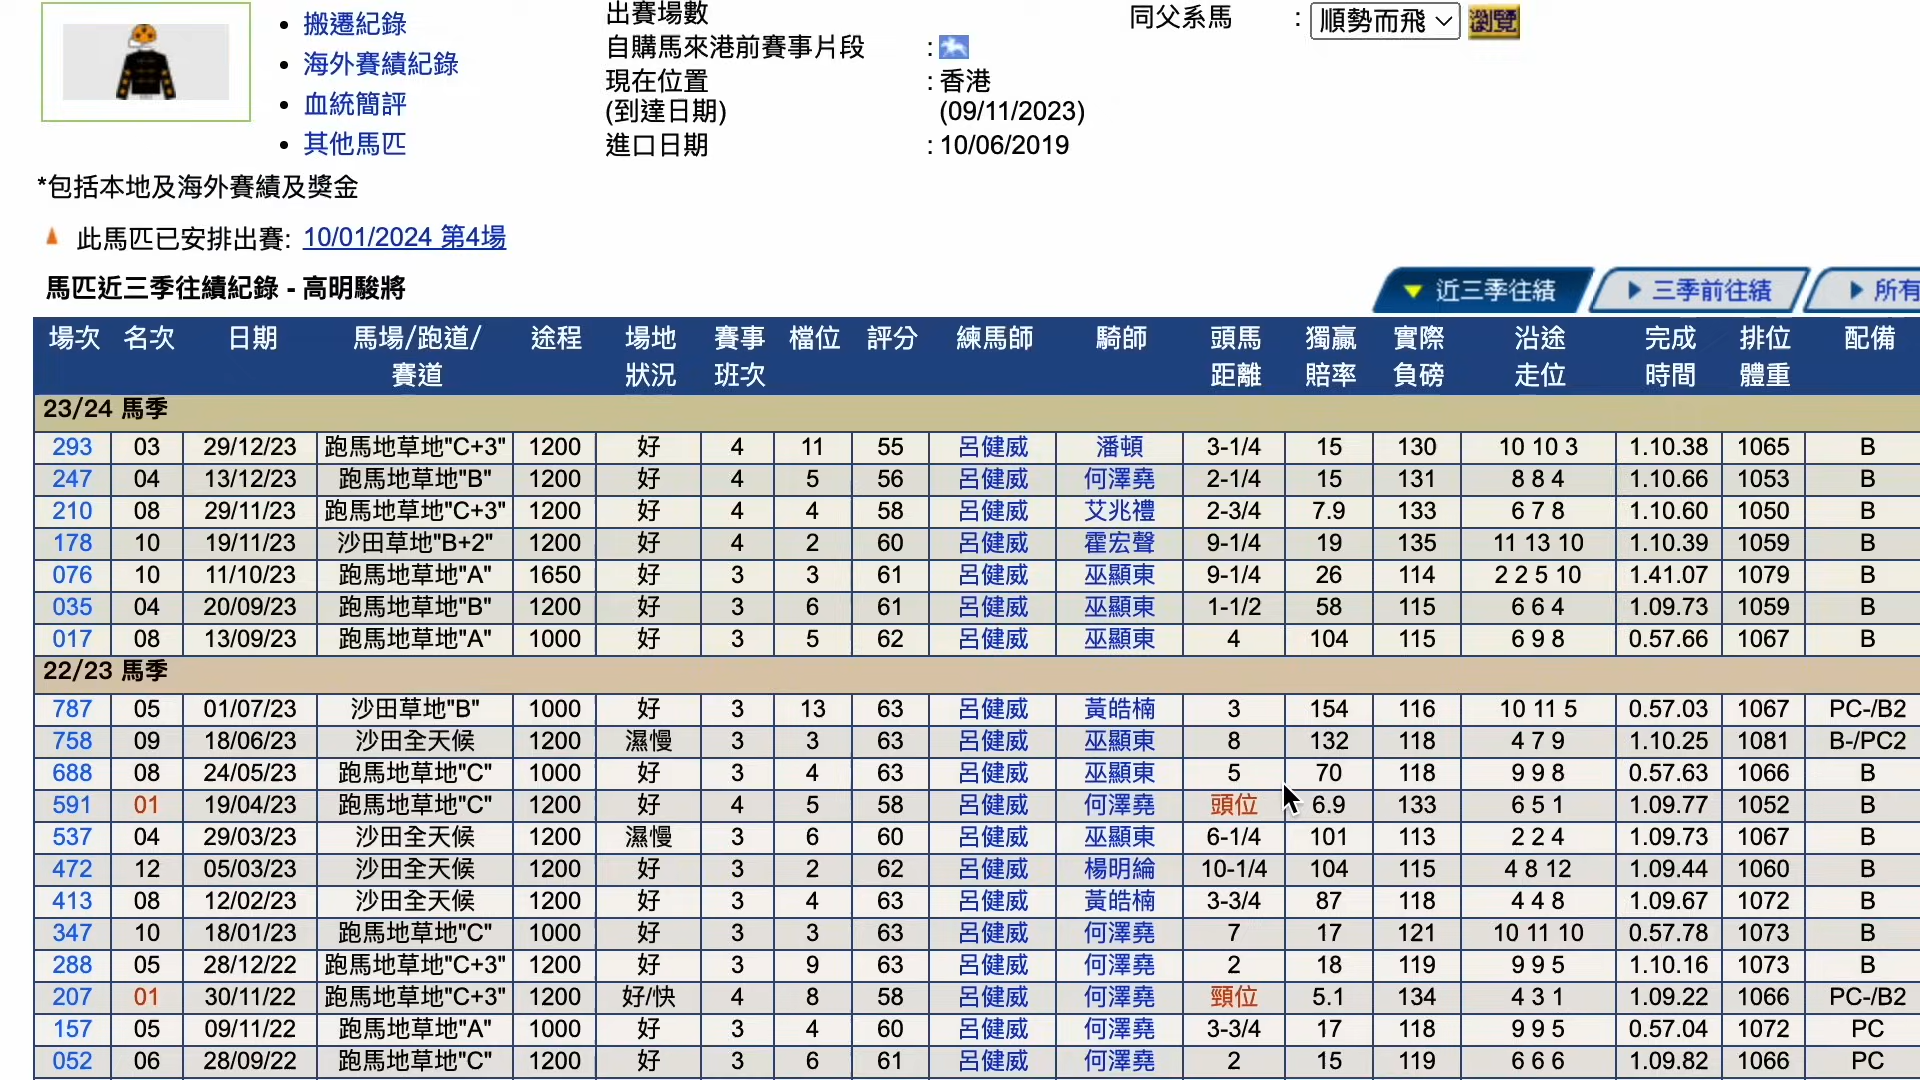 搬遷紀錄
海外賽績紀錄
血統簡評
其他馬匹
出賽場數
自購馬來港前賽事片段 :
現在位置 : 香港
(到達日期) (09/11/2023)
進口日期 : 10/06/2019
同父系馬 : 順勢而飛 瀏覽
*包括本地及海外賽績及獎金
此馬匹已安排出賽: 10/01/2024 第4場
馬匹近三季往績紀錄 - 高明駿將
近三季往績 三季前往績 所有
場次 名次 日期 馬場/跑道/賽道 途程 場地狀況 賽事班次 檔位 評分 練馬師 騎師 頭馬距離 獨贏賠率 實際負磅 沿途走位 完成時間 排位體重 配備
23/24 馬季
293 03 29/12/23 跑馬地草地"C+3" 1200 好 4 11 55 呂健威 潘頓 3-1/4 15 130 10 10 3 1.10.38 1065 B
247 04 13/12/23 跑馬地草地"B" 1200 好 4 5 56 呂健威 何澤堯 2-1/4 15 131 8 8 4 1.10.66 1053 B
210 08 29/11/23 跑馬地草地"C+3" 1200 好 4 4 58 呂健威 艾兆禮 2-3/4 7.9 133 6 7 8 1.10.60 1050 B
178 10 19/11/23 沙田草地"B+2" 1200 好 4 2 60 呂健威 霍宏聲 9-1/4 19 135 11 13 10 1.10.39 1059 B
076 10 11/10/23 跑馬地草地"A" 1650 好 3 3 61 呂健威 巫顯東 9-1/4 26 114 2 2 5 10 1.41.07 1079 B
035 04 20/09/23 跑馬地草地"B" 1200 好 3 6 61 呂健威 巫顯東 1-1/2 58 115 6 6 4 1.09.73 1059 B
017 08 13/09/23 跑馬地草地"A" 1000 好 3 5 62 呂健威 巫顯東 4 104 115 6 9 8 0.57.66 1067 B
22/23 馬季
787 05 01/07/23 沙田草地"B" 1000 好 3 13 63 呂健威 黃皓楠 3 154 116 10 11 5 0.57.03 1067 PC-/B2
758 09 18/06/23 沙田全天候 1200 濕慢 3 3 63 呂健威 巫顯東 8 132 118 4 7 9 1.10.25 1081 B-/PC2
688 08 24/05/23 跑馬地草地"C" 1000 好 3 4 63 呂健威 巫顯東 5 70 118 9 9 8 0.57.63 1066 B
591 01 19/04/23 跑馬地草地"C" 1200 好 4 5 58 呂健威 何澤堯 頭位 6.9 133 6 5 1 1.09.77 1052 B
537 04 29/03/23 沙田全天候 1200 濕慢 3 6 60 呂健威 巫顯東 6-1/4 101 113 2 2 4 1.09.73 1067 B
472 12 05/03/23 沙田全天候 1200 好 3 2 62 呂健威 楊明綸 10-1/4 104 115 4 8 12 1.09.44 1060 B
413 08 12/02/23 沙田全天候 1200 好 3 4 63 呂健威 黃皓楠 3-3/4 87 118 4 4 8 1.09.67 1072 B
347 10 18/01/23 跑馬地草地"C" 1000 好 3 3 63 呂健威 何澤堯 7 17 121 10 11 10 0.57.78 1073 B
288 05 28/12/22 跑馬地草地"C+3" 1200 好 3 9 63 呂健威 何澤堯 2 18 119 9 9 5 1.10.16 1073 B
207 01 30/11/22 跑馬地草地"C+3" 1200 好/快 4 8 58 呂健威 何澤堯 頸位 5.1 134 4 3 1 1.09.22 1066 PC-/B2
157 05 09/11/22 跑馬地草地"A" 1000 好 3 4 60 呂健威 何澤堯 3-3/4 17 118 9 9 5 0.57.04 1072 PC
052 06 28/09/22 跑馬地草地"C" 1200 好 3 6 61 呂健威 何澤堯 2 15 119 6 6 6 1.09.82 1066 PC